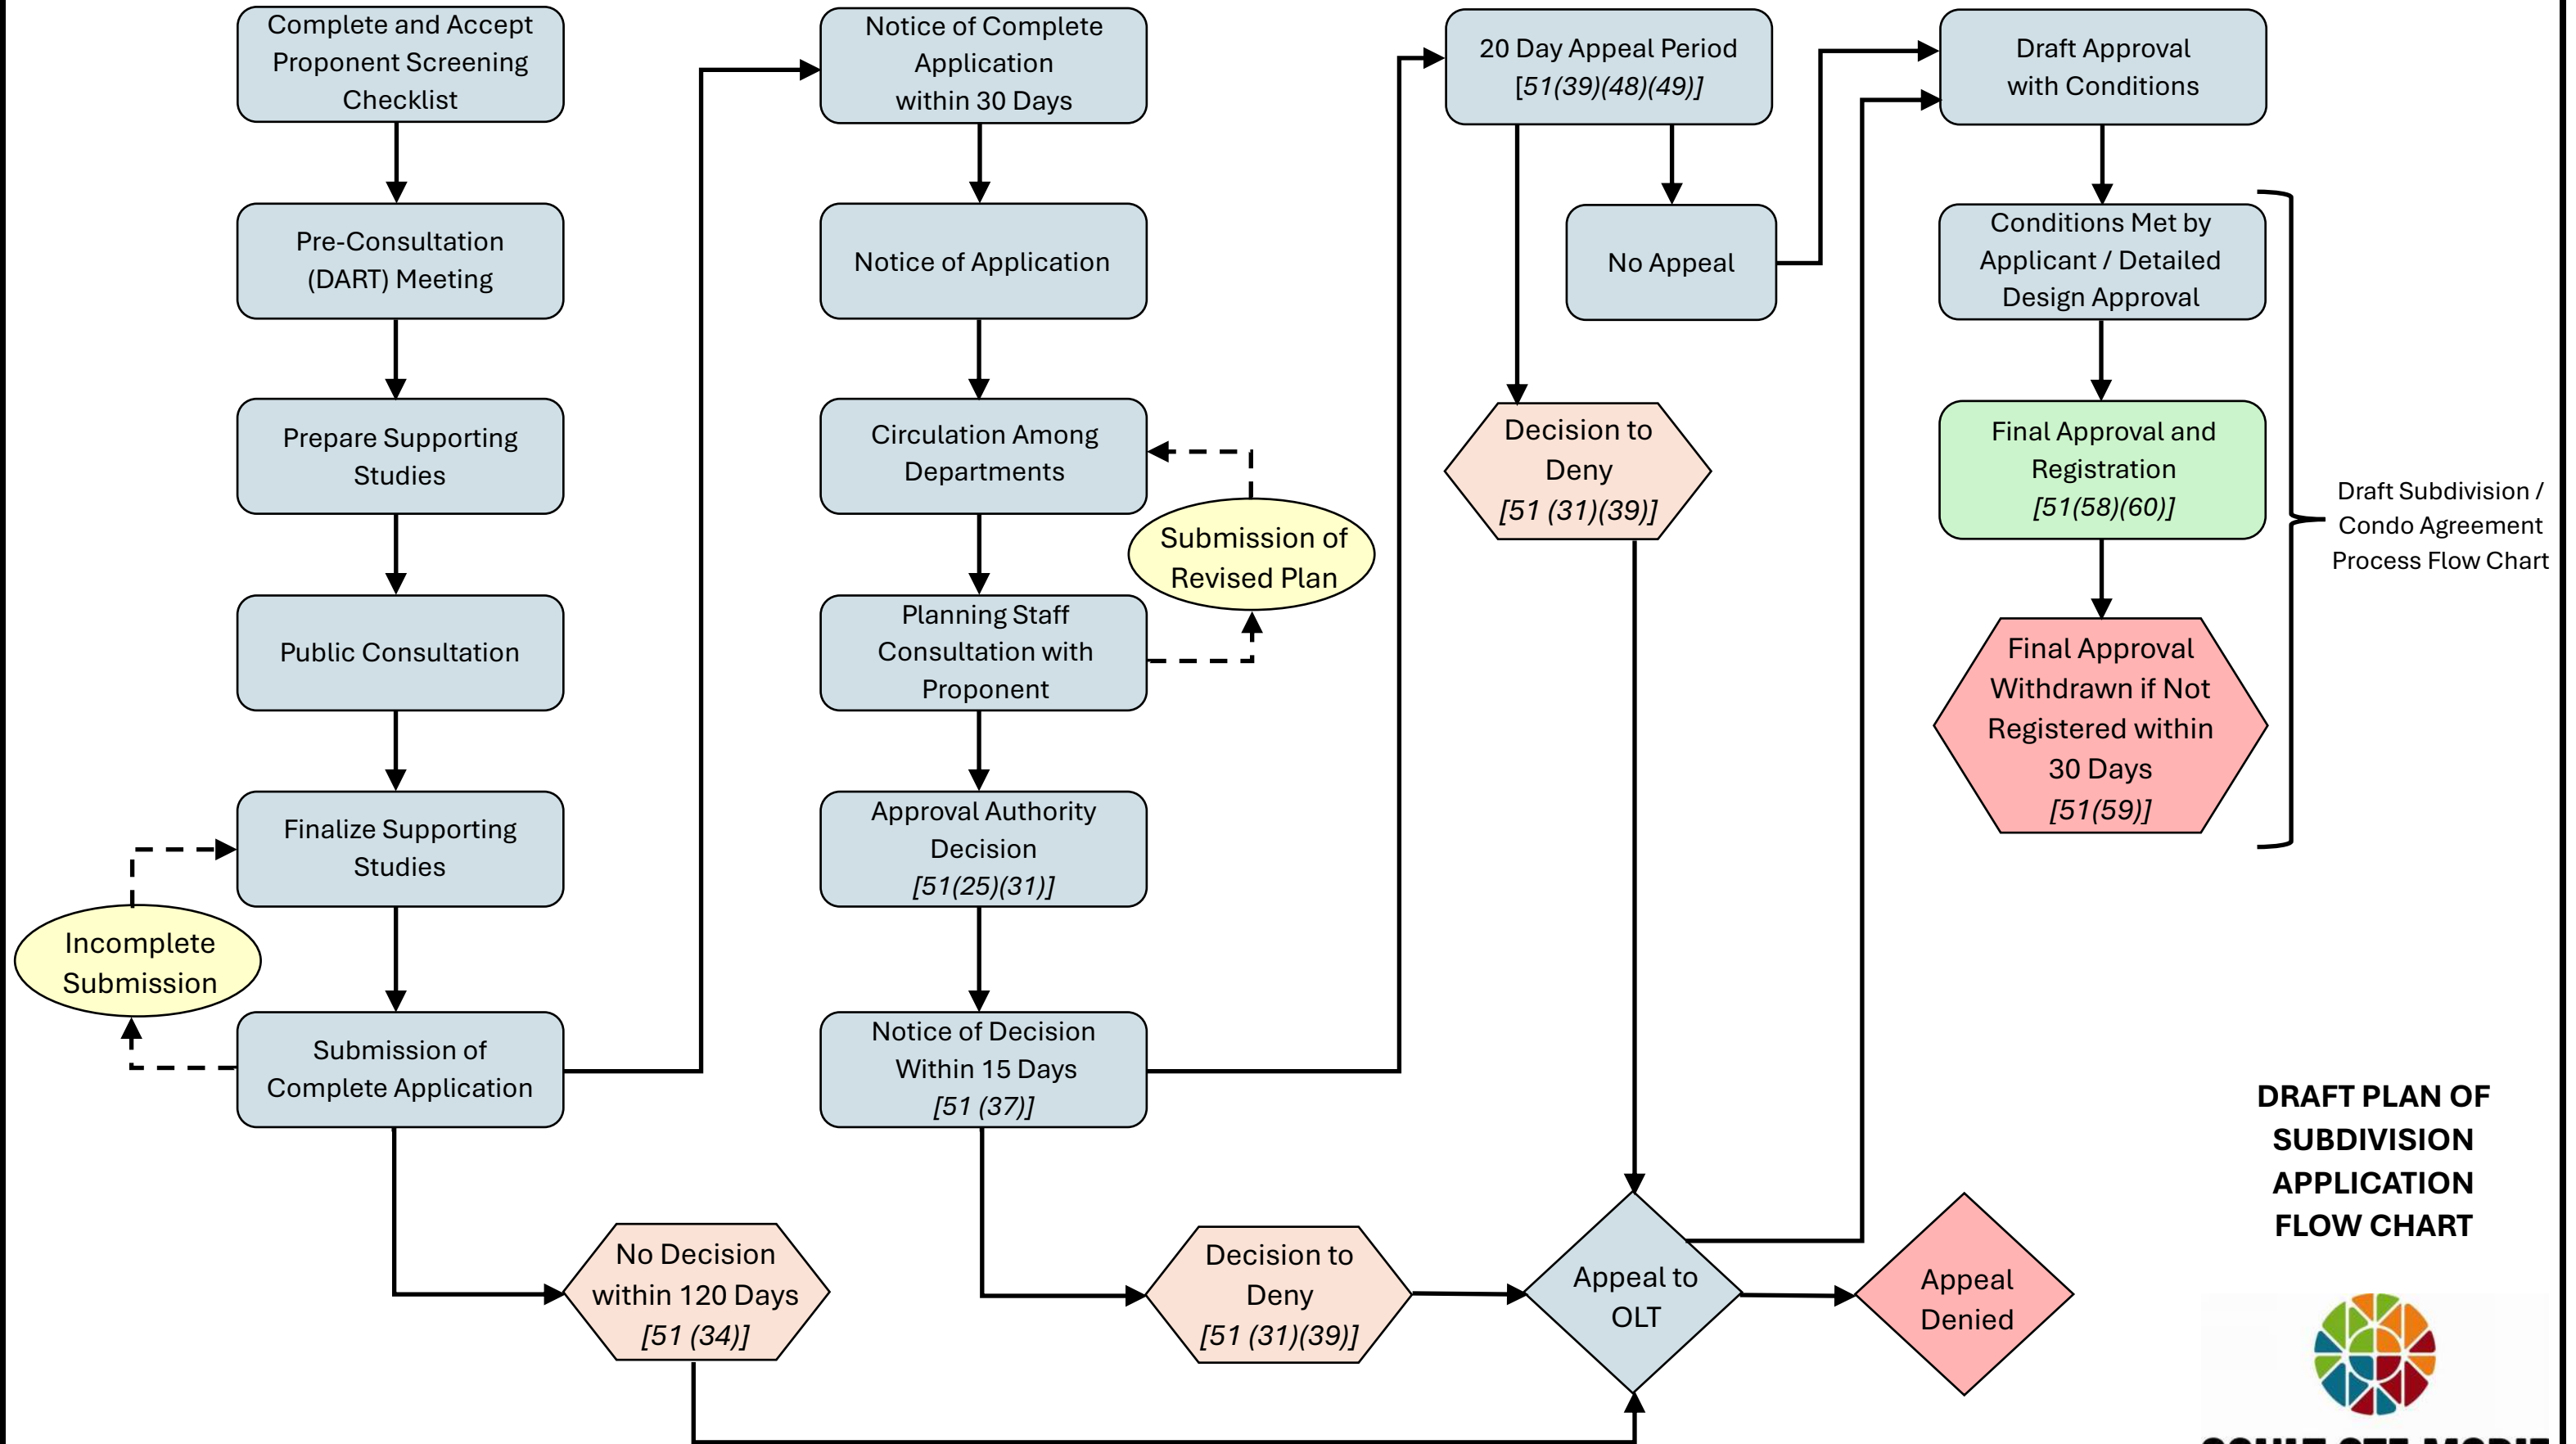 Complete and Accept
Proponent Screening
Checklist
Pre-Consultation
(DART) Meeting
Prepare Supporting
Studies
Public Consultation
Finalize Supporting
Studies
Incomplete
Submission
Submission of
Complete Application
No Decision
within 120 Days
[51 (34)]
Notice of Complete
Application
within 30 Days
Notice of Application
Circulation Among
Departments
Submission of
Revised Plan
Planning Staff
Consultation with
Proponent
Approval Authority
Decision
[51(25)(31)]
Notice of Decision
Within 15 Days
[51 (37)]
Decision to
Deny
[51 (31)(39)]
20 Day Appeal Period
[51(39)(48)(49)]
No Appeal
Decision to
Deny
[51 (31)(39)]
Appeal to
OLT
Appeal
Denied
Draft Approval
with Conditions
Conditions Met by
Applicant / Detailed
Design Approval
Final Approval and
Registration
[51(58)(60)]
Final Approval
Withdrawn if Not
Registered within
30 Days
[51(59)]
Draft Subdivision /
Condo Agreement
Process Flow Chart
DRAFT PLAN OF
SUBDIVISION
APPLICATION
FLOW CHART